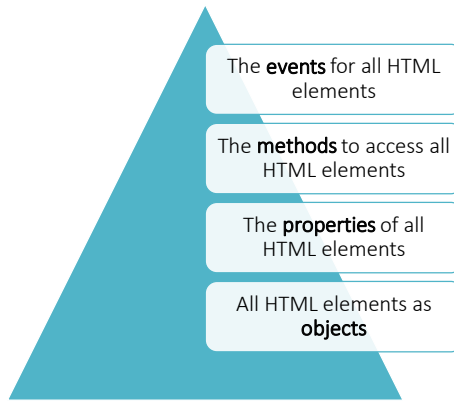 The events for all HTML
elements
The methods to access all
HTML elements
The properties of all
HTML elements
All HTML elements as
objects